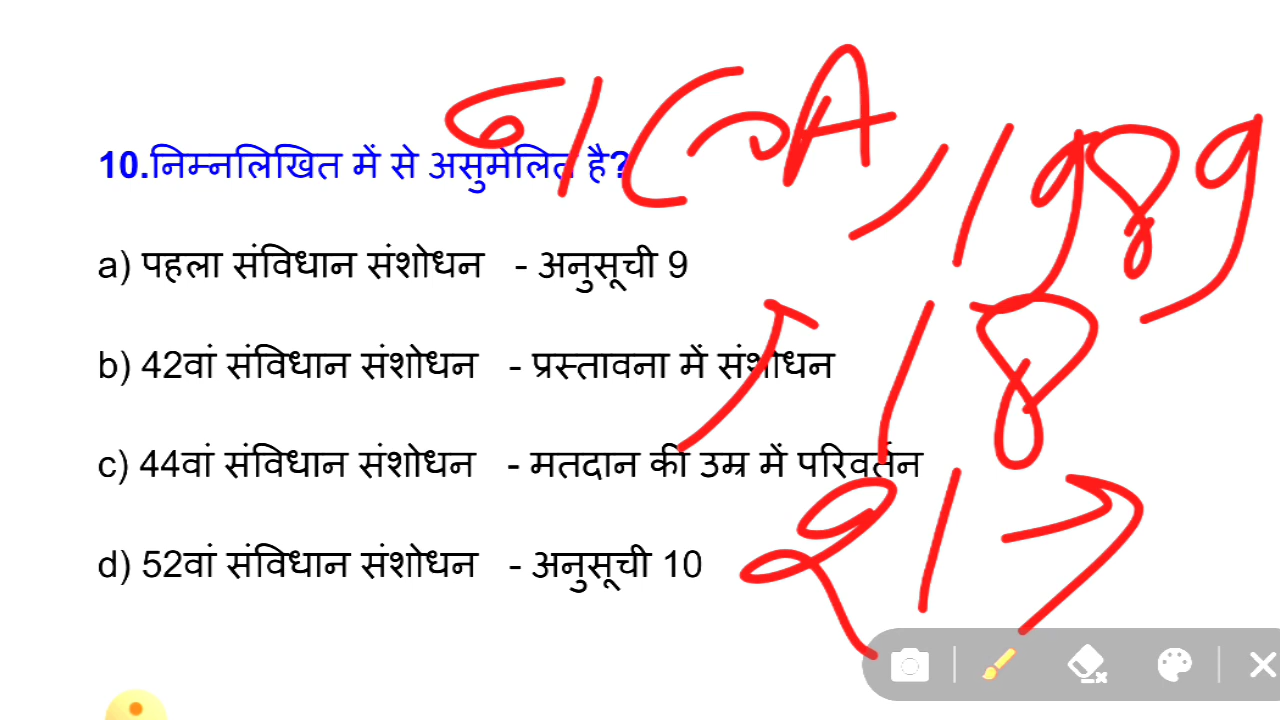 61 CAA, 1989
10.निम्नलिखित में से असुमेलित है?
a) पहला संविधान संशोधन - अनुसूची 9
b) 42वां संविधान संशोधन - प्रस्तावना में संशोधन
18
c) 44वां संविधान संशोधन - मतदान की उम्र में परिवर्तन
21
d) 52वां संविधान संशोधन - अनुसूची 10